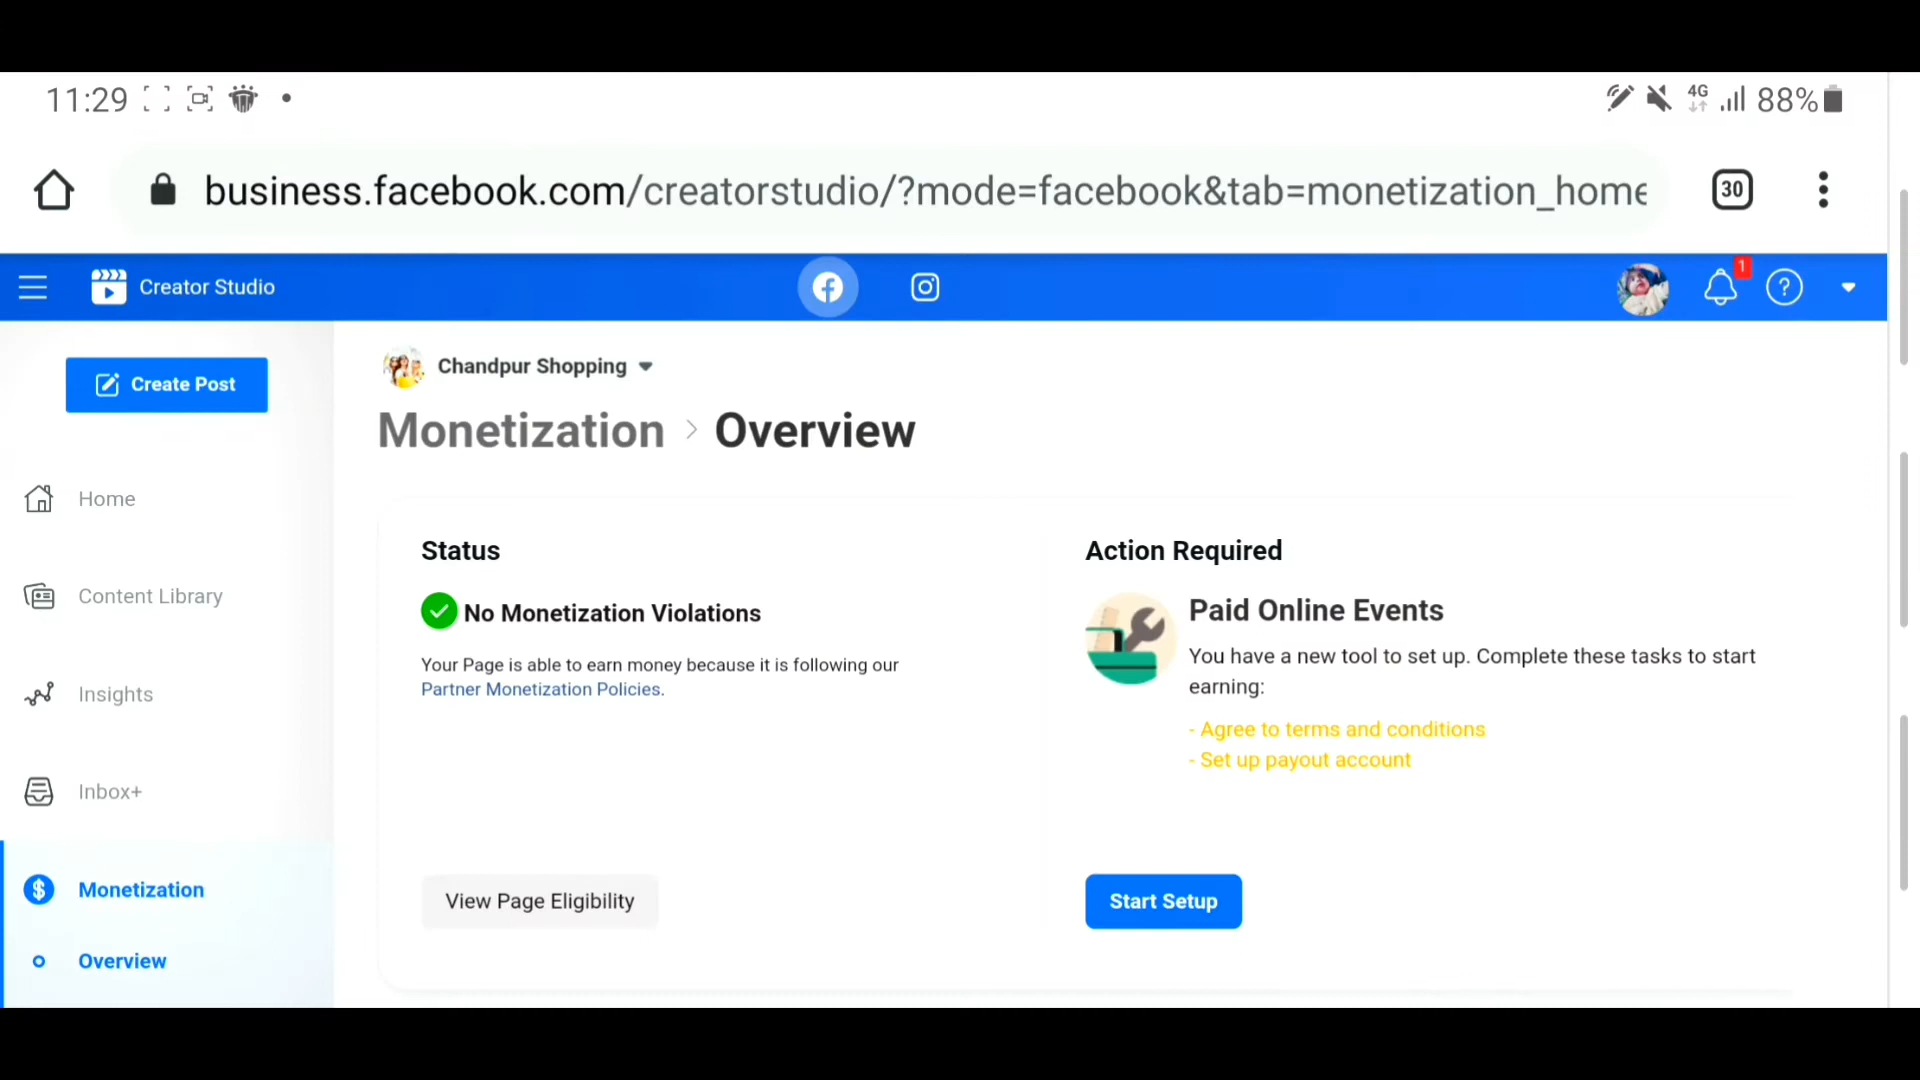 11:29
4G
88%
business.facebook.com/creatorstudio/?mode=facebook&tab=monetization_home
30
Creator Studio
1
?
Create Post
Chandpur Shopping
Monetization > Overview
Home
Content Library
Insights
Inbox+
Monetization
Overview
Status
No Monetization Violations
Your Page is able to earn money because it is following our
Partner Monetization Policies.
View Page Eligibility
Action Required
Paid Online Events
You have a new tool to set up. Complete these tasks to start
earning:
- Agree to terms and conditions
- Set up payout account
Start Setup